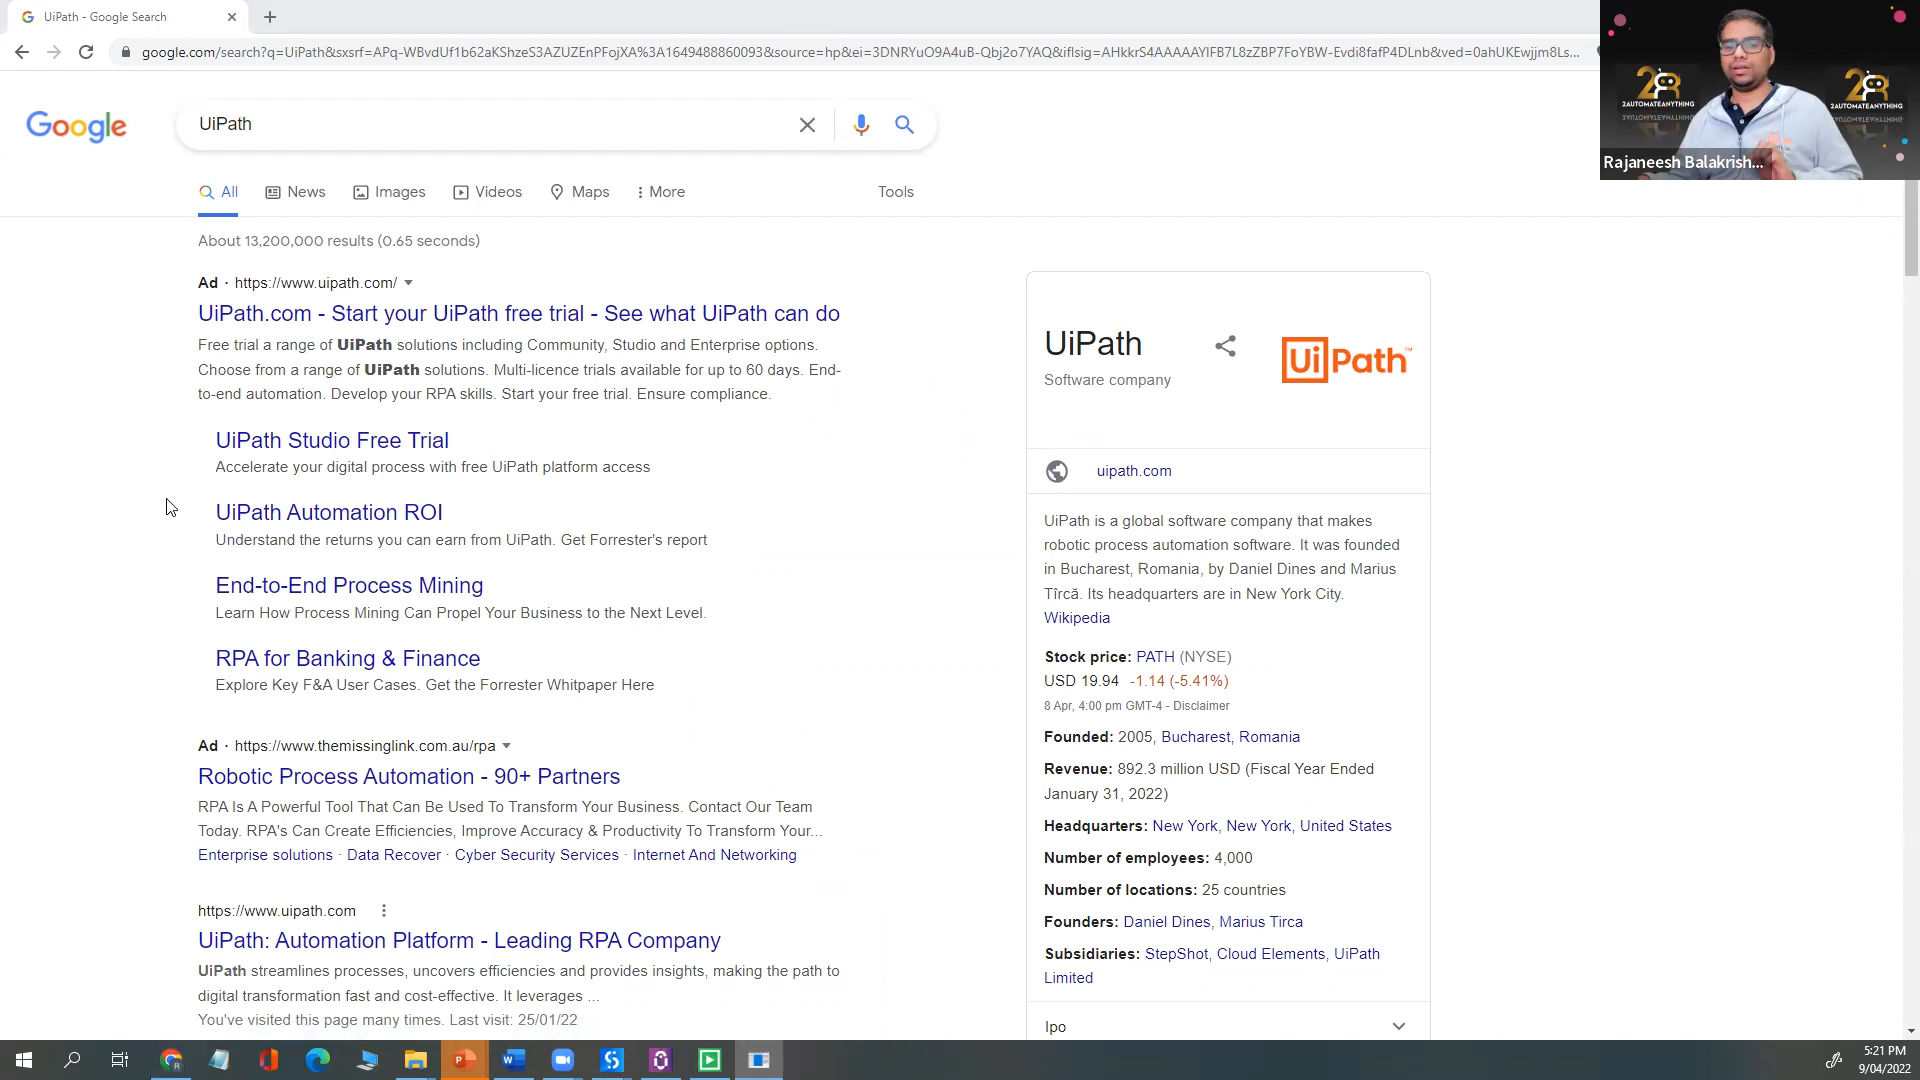 UiPath - Google Search
google.com/search?q=UiPath&sxsrf=APq-WBvdUf1b62aKShzeS3AZUZEnPFojXA%3A1649488860093&source=hp&ei=3DNRYuO9A4uB-Qbj2o7YAQ&iflsig=AHkkrS4AAAAAYlFB7L8zZBP7FoYBW-Evdi8fafP4DLnb&ved=0ahUKEwjjm8Ls...
2AUTOMATEANYTHING
2AUTOMATEANYTHING
Rajaneesh Balakrish...
Google
UiPath
All
News
Images
Videos
Maps
More
Tools
About 13,200,000 results (0.65 seconds)
Ad · https://www.uipath.com/
UiPath.com - Start your UiPath free trial - See what UiPath can do
Free trial a range of UiPath solutions including Community, Studio and Enterprise options.
Choose from a range of UiPath solutions. Multi-licence trials available for up to 60 days. End-
to-end automation. Develop your RPA skills. Start your free trial. Ensure compliance.
UiPath Studio Free Trial
Accelerate your digital process with free UiPath platform access
UiPath Automation ROI
Understand the returns you can earn from UiPath. Get Forrester's report
End-to-End Process Mining
Learn How Process Mining Can Propel Your Business to the Next Level.
RPA for Banking & Finance
Explore Key F&A User Cases. Get the Forrester Whitpaper Here
Ad · https://www.themissinglink.com.au/rpa
Robotic Process Automation - 90+ Partners
RPA Is A Powerful Tool That Can Be Used To Transform Your Business. Contact Our Team
Today. RPA's Can Create Efficiencies, Improve Accuracy & Productivity To Transform Your...
Enterprise solutions · Data Recover · Cyber Security Services · Internet And Networking
https://www.uipath.com
UiPath: Automation Platform - Leading RPA Company
UiPath streamlines processes, uncovers efficiencies and provides insights, making the path to
digital transformation fast and cost-effective. It leverages ...
You've visited this page many times. Last visit: 25/01/22
UiPath
Software company
UiPath™
uipath.com
UiPath is a global software company that makes
robotic process automation software. It was founded
in Bucharest, Romania, by Daniel Dines and Marius
Tîrcă. Its headquarters are in New York City.
Wikipedia
Stock price: PATH (NYSE)
USD 19.94 -1.14 (-5.41%)
8 Apr, 4:00 pm GMT-4 - Disclaimer
Founded: 2005, Bucharest, Romania
Revenue: 892.3 million USD (Fiscal Year Ended
January 31, 2022)
Headquarters: New York, New York, United States
Number of employees: 4,000
Number of locations: 25 countries
Founders: Daniel Dines, Marius Tirca
Subsidiaries: StepShot, Cloud Elements, UiPath
Limited
Ipo
5:21 PM
9/04/2022